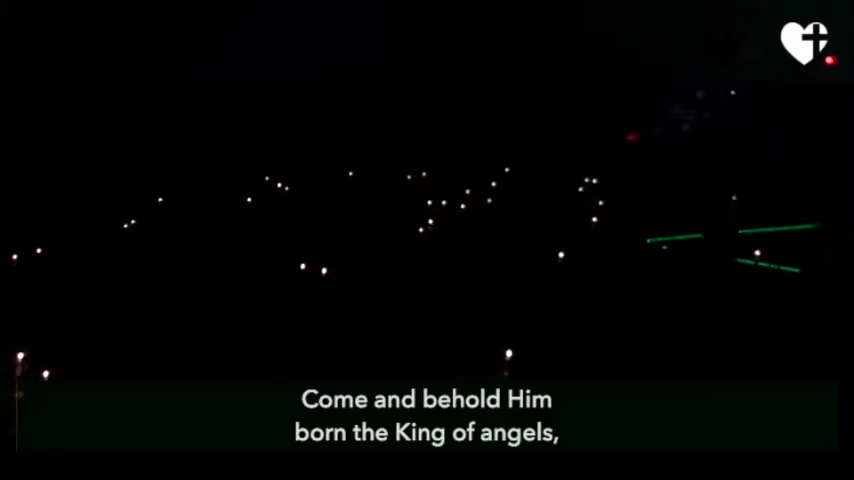 Come and behold Him
born the King of angels,